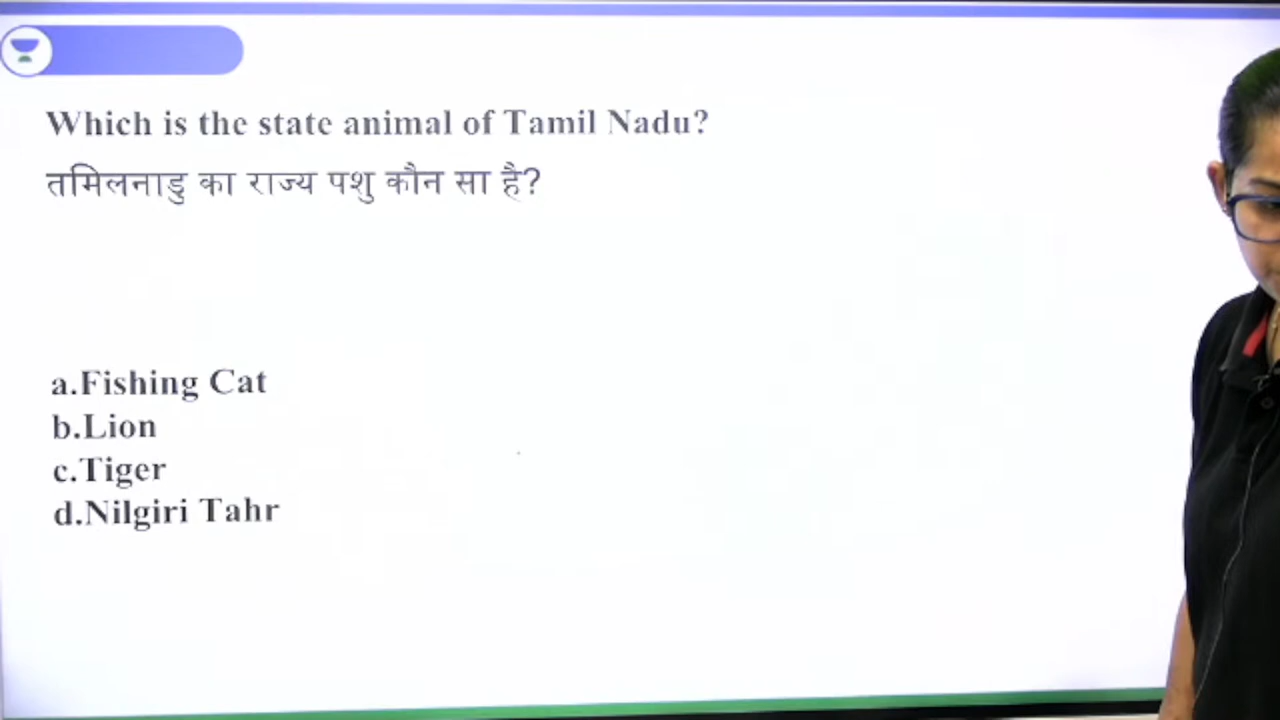 Which is the state animal of Tamil Nadu?
तमिलनाडु का राज्य पशु कौन सा है?
a.Fishing Cat
b.Lion
c.Tiger
d.Nilgiri Tahr